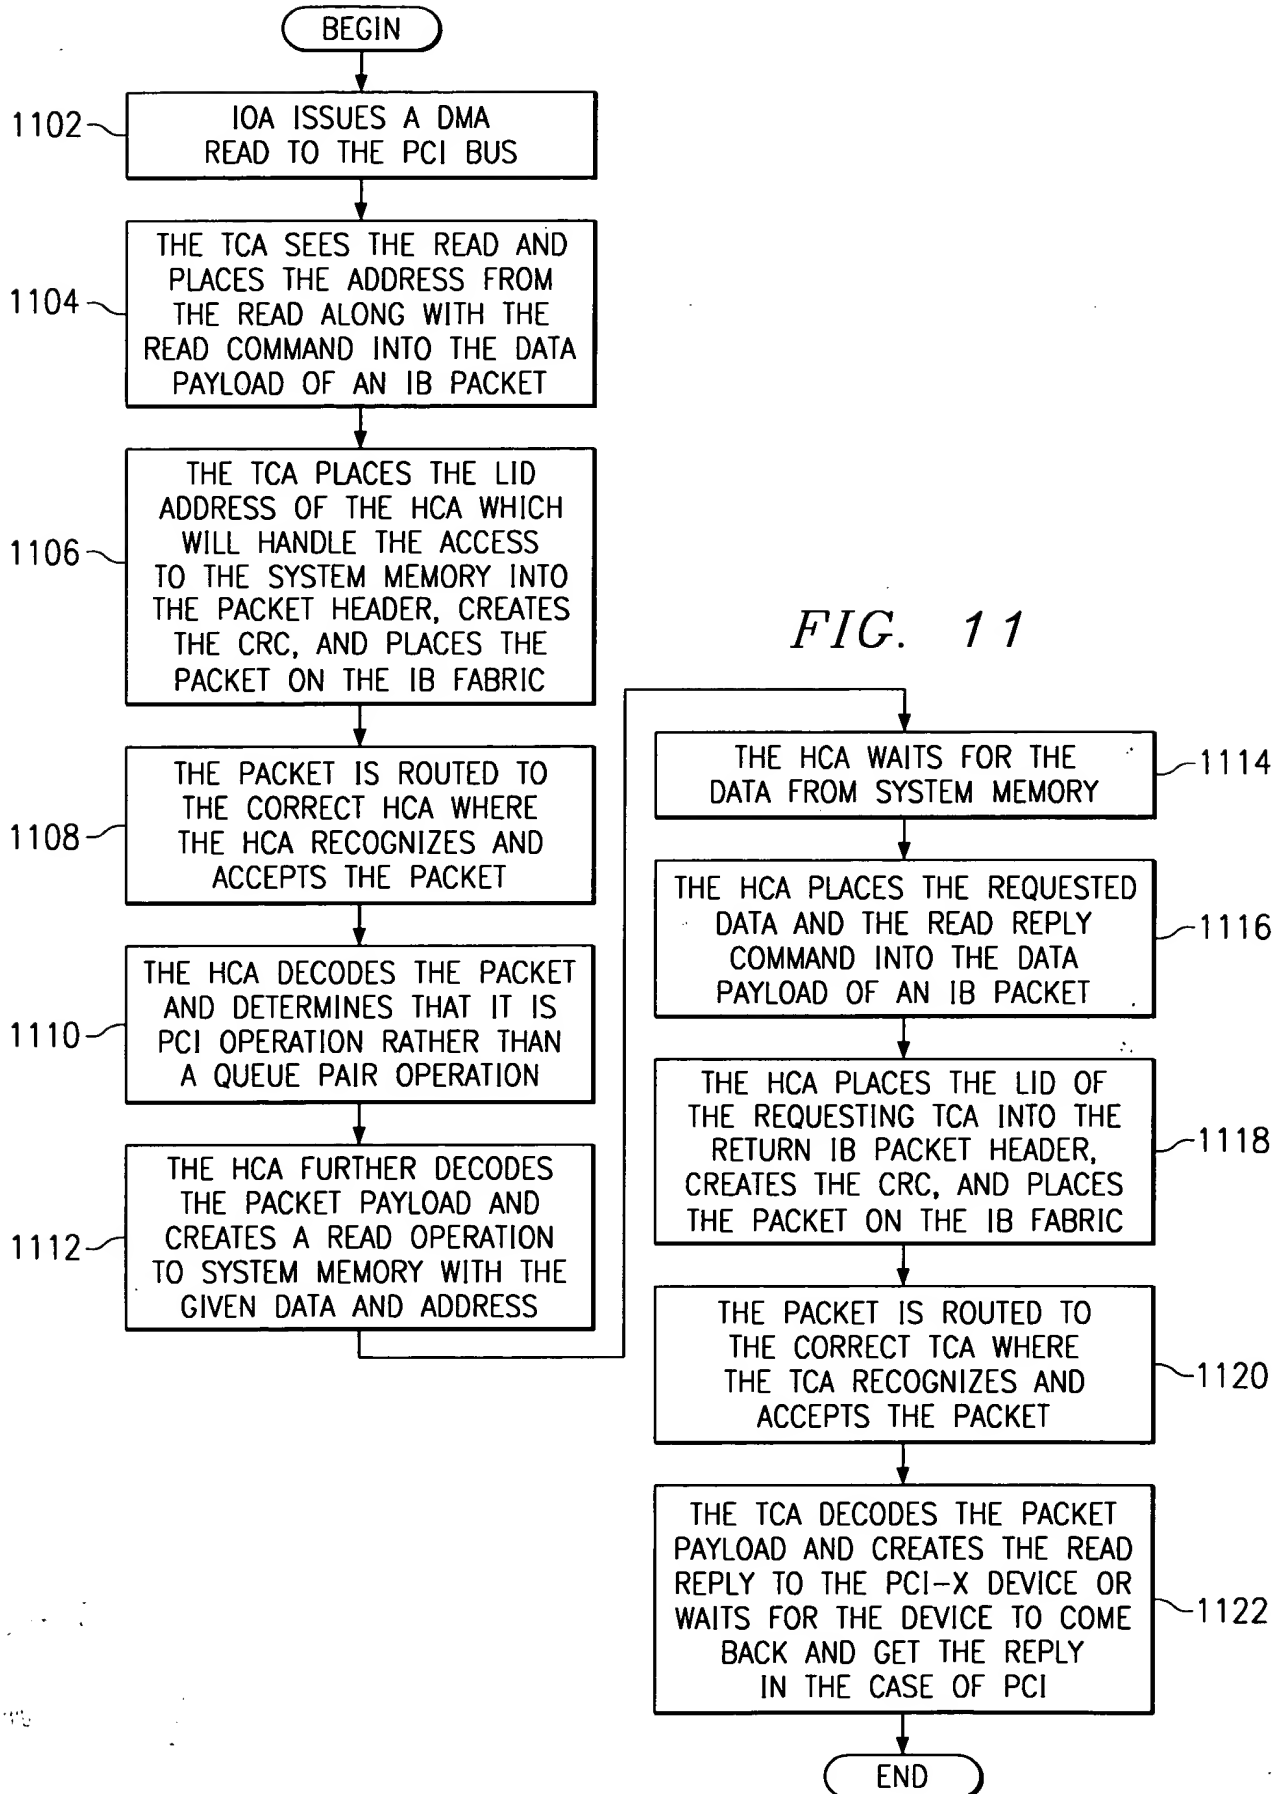 BEGIN
1102
IOA ISSUES A DMA
READ TO THE PCI BUS
1104
THE TCA SEES THE READ AND
PLACES THE ADDRESS FROM
THE READ ALONG WITH THE
READ COMMAND INTO THE DATA
PAYLOAD OF AN IB PACKET
1106
THE TCA PLACES THE LID
ADDRESS OF THE HCA WHICH
WILL HANDLE THE ACCESS
TO THE SYSTEM MEMORY INTO
THE PACKET HEADER, CREATES
THE CRC, AND PLACES THE
PACKET ON THE IB FABRIC
1108
THE PACKET IS ROUTED TO
THE CORRECT HCA WHERE
THE HCA RECOGNIZES AND
ACCEPTS THE PACKET
1110
THE HCA DECODES THE PACKET
AND DETERMINES THAT IT IS
PCI OPERATION RATHER THAN
A QUEUE PAIR OPERATION
1112
THE HCA FURTHER DECODES
THE PACKET PAYLOAD AND
CREATES A READ OPERATION
TO SYSTEM MEMORY WITH THE
GIVEN DATA AND ADDRESS
FIG. 11
THE HCA WAITS FOR THE
DATA FROM SYSTEM MEMORY
1114
THE HCA PLACES THE REQUESTED
DATA AND THE READ REPLY
COMMAND INTO THE DATA
PAYLOAD OF AN IB PACKET
1116
THE HCA PLACES THE LID OF
THE REQUESTING TCA INTO THE
RETURN IB PACKET HEADER,
CREATES THE CRC, AND PLACES
THE PACKET ON THE IB FABRIC
1118
THE PACKET IS ROUTED TO
THE CORRECT TCA WHERE
THE TCA RECOGNIZES AND
ACCEPTS THE PACKET
1120
THE TCA DECODES THE PACKET
PAYLOAD AND CREATES THE READ
REPLY TO THE PCI-X DEVICE OR
WAITS FOR THE DEVICE TO COME
BACK AND GET THE REPLY
IN THE CASE OF PCI
1122
END